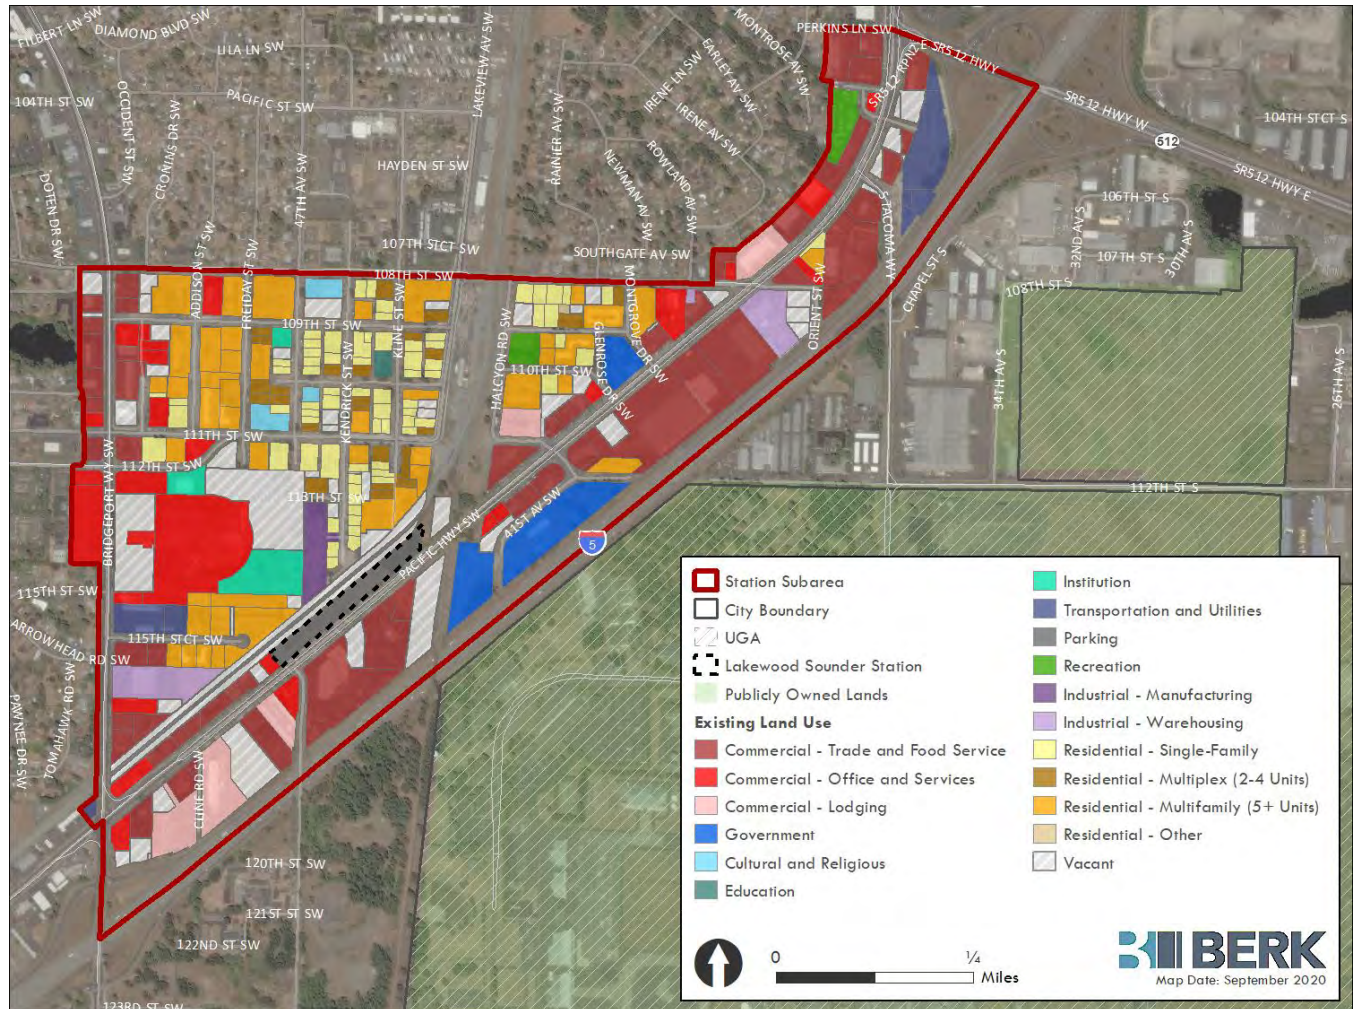 FILBERT LN SW
DIAMOND BLVD SW
LILA LN SW
LAKEVIEW AV SW
MONTROSE AV SW
PERKINS LN SW
EARLEY AV SW
IRENE LN SW
SR512 RPN2 E
SR512 HWY
104TH ST SW
OCCIDENT ST SW
PACIFIC ST SW
CRONINS DR SW
47TH AV SW
HAYDEN ST SW
RAINIER AV SW
IRENE AV SW
ROWLAND AV SW
NEWMAN AV SW
SR512 HWY W
512
104TH ST CT S
SR512 HWY E
106TH ST S
DOTEN DR SW
ADDISON ST SW
FREIDAY ST SW
107TH ST CT SW
SOUTHGATE AV SW
108TH ST SW
S TACOMA WY
CHAPEL ST S
32ND AV S
107TH ST S
30TH AV S
108TH ST S
109TH ST SW
KLINE ST SW
KENDRICK ST SW
HALCYON RD SW
MONTGROVE DR SW
GLENROSE DR SW
110TH ST SW
ORIENT ST SW
34TH AV S
26TH AV S
111TH ST SW
112TH ST SW
113TH ST SW
112TH ST S
BRIDGEPORT WY SW
PACIFIC HWY SW
41ST AV SW
5
115TH ST SW
115TH ST CT SW
ARROWHEAD RD SW
TOMAHAWK RD SW
PAWNEE DR SW
CLINE RD SW
120TH ST SW
121ST ST SW
122ND ST SW
123RD ST SW
Station Subarea
City Boundary
UGA
Lakewood Sounder Station
Publicly Owned Lands
Existing Land Use
Commercial - Trade and Food Service
Commercial - Office and Services
Commercial - Lodging
Government
Cultural and Religious
Education
Institution
Transportation and Utilities
Parking
Recreation
Industrial - Manufacturing
Industrial - Warehousing
Residential - Single-Family
Residential - Multiplex (2-4 Units)
Residential - Multifamily (5+ Units)
Residential - Other
Vacant
0 ¼
Miles
BERK
Map Date: September 2020